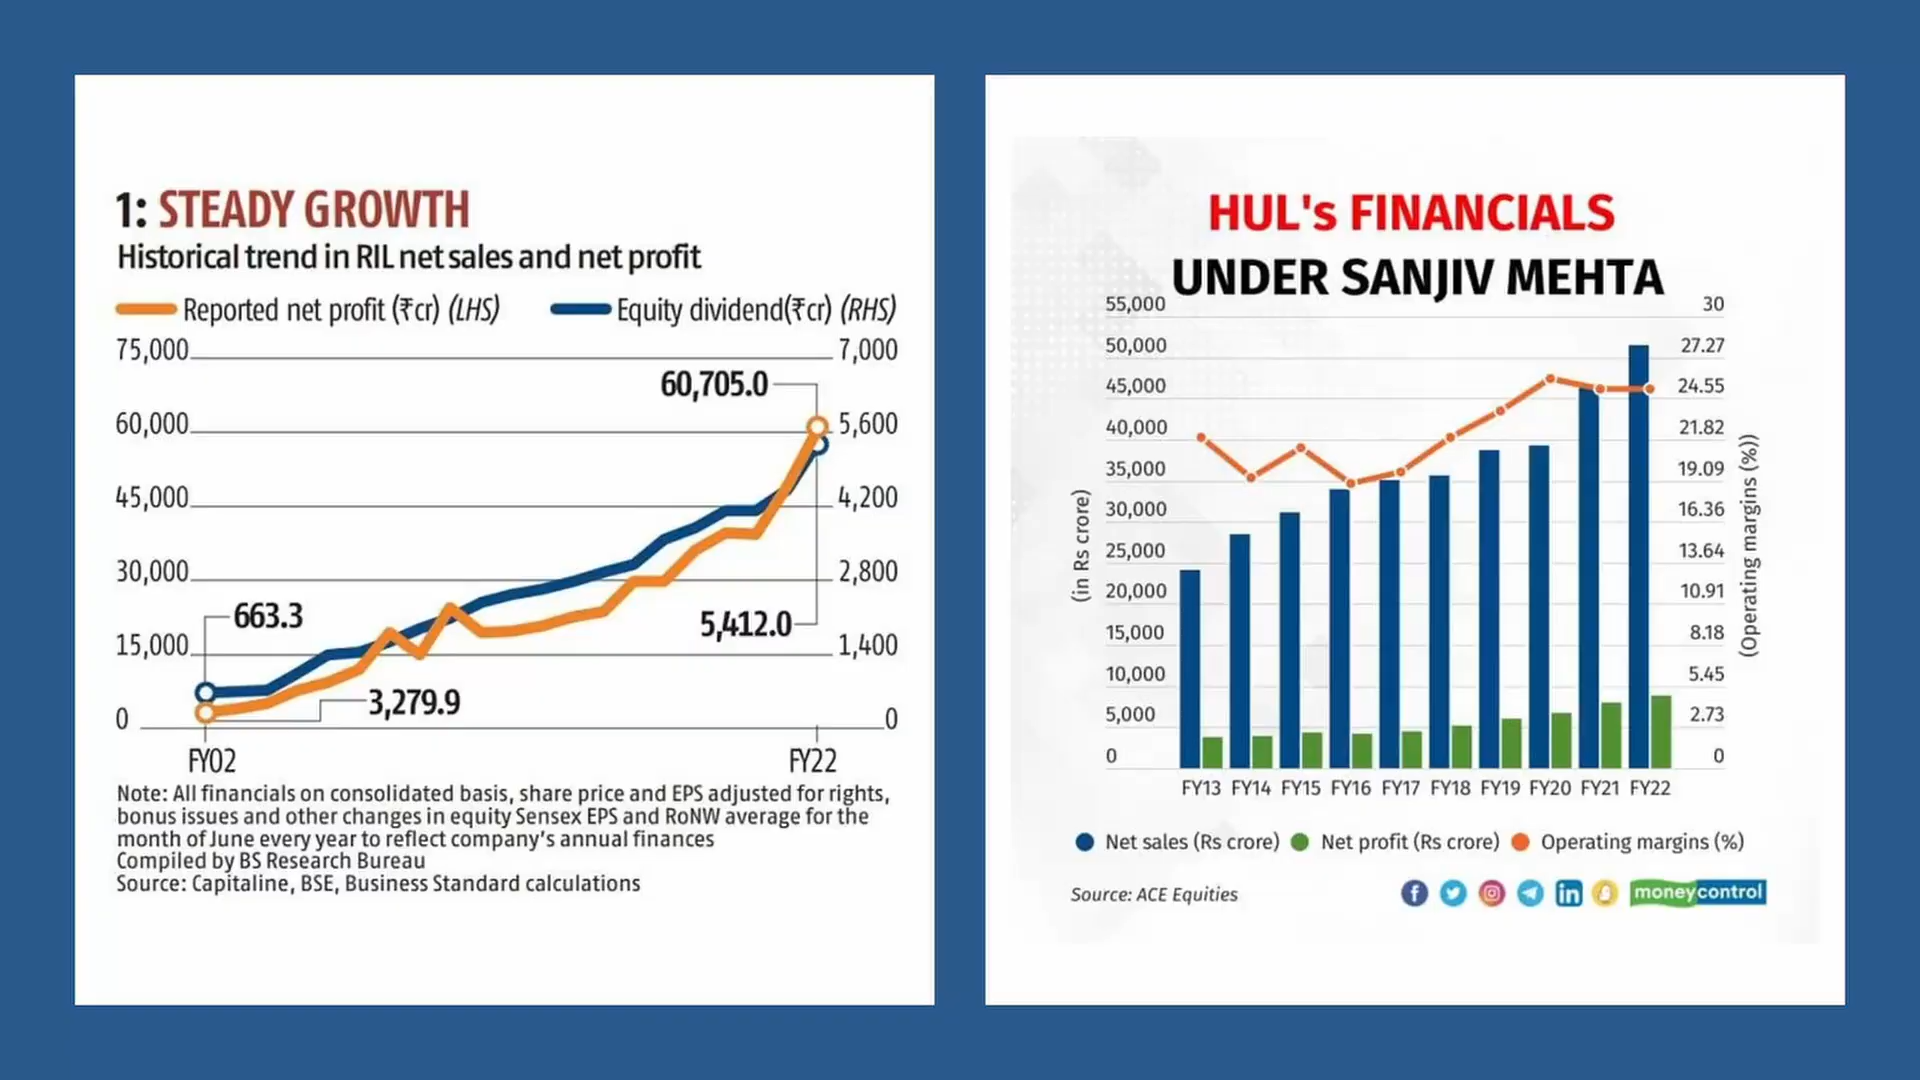 1: STEADY GROWTH
Historical trend in RIL net sales and net profit
Reported net profit (₹cr) (LHS) Equity dividend(₹cr) (RHS)
75,000 7,000
60,705.0
60,000 5,600
45,000 4,200
30,000 2,800
663.3
5,412.0
15,000 1,400
3,279.9
0 0
FY02 FY22
Note: All financials on consolidated basis, share price and EPS adjusted for rights,
bonus issues and other changes in equity Sensex EPS and RoNW average for the
month of June every year to reflect company's annual finances
Compiled by BS Research Bureau
Source: Capitaline, BSE, Business Standard calculations
HUL's FINANCIALS
UNDER SANJIV MEHTA
55,000 30
50,000 27.27
45,000 24.55
40,000 21.82
35,000 19.09
30,000 16.36
25,000 13.64
20,000 10.91
15,000 8.18
10,000 5.45
5,000 2.73
0 0
(in Rs crore)
(Operating margins (%))
FY13 FY14 FY15 FY16 FY17 FY18 FY19 FY20 FY21 FY22
Net sales (Rs crore) Net profit (Rs crore) Operating margins (%)
Source: ACE Equities
moneycontrol